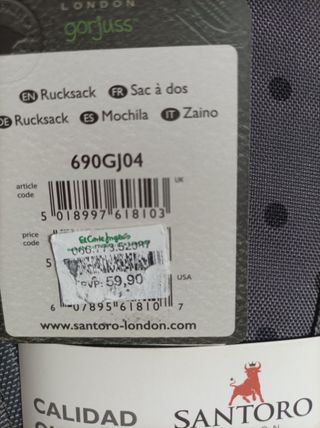 LONDON
gorjuss™
EN Rucksack FR Sac à dos
DE Rucksack ES Mochila IT Zaino
690GJ04
article code
UK
5 018997 618103
price code
El Corte Inglés
USA
PVP: 59,90
6 07895 61810 7
www.santoro-london.com
CALIDAD
SANTORO